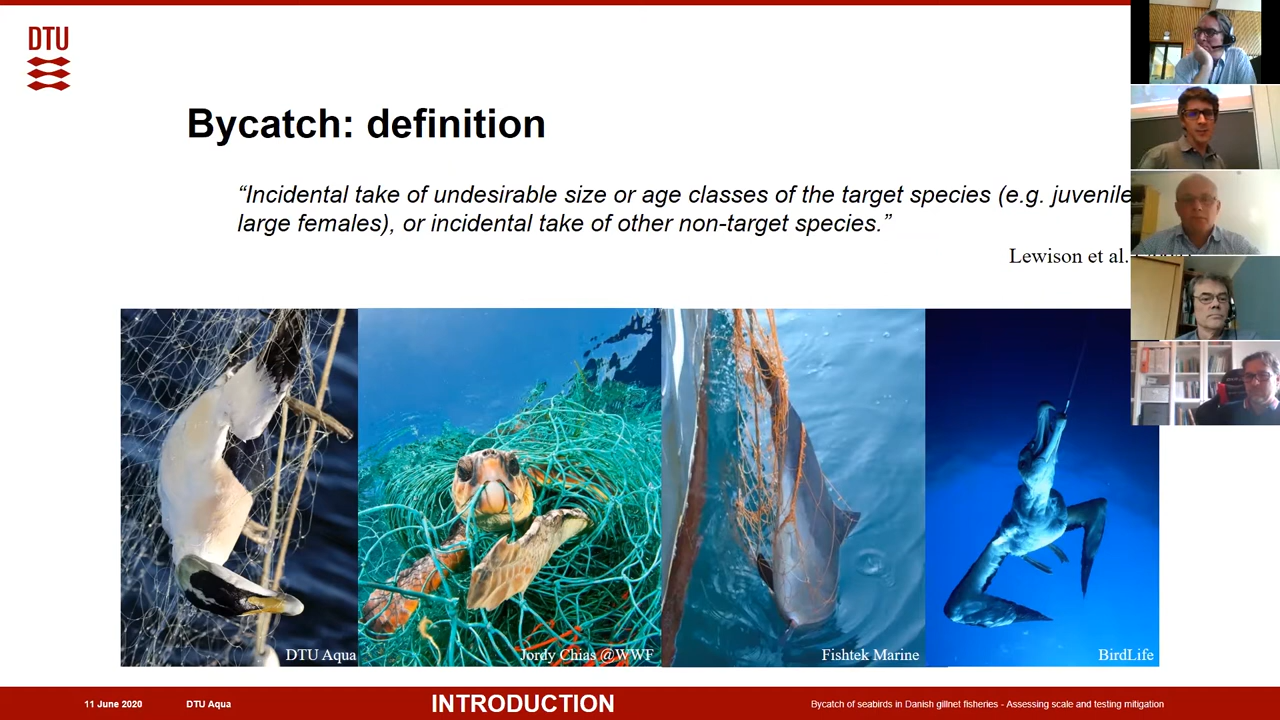 DTU
Bycatch: definition
“Incidental take of undesirable size or age classes of the target species (e.g. juvenile
large females), or incidental take of other non-target species.”
Lewison et al.
DTU Aqua
Jordy Chias @WWF
Fishtek Marine
BirdLife
11 June 2020
DTU Aqua
INTRODUCTION
Bycatch of seabirds in Danish gillnet fisheries - Assessing scale and testing mitigation